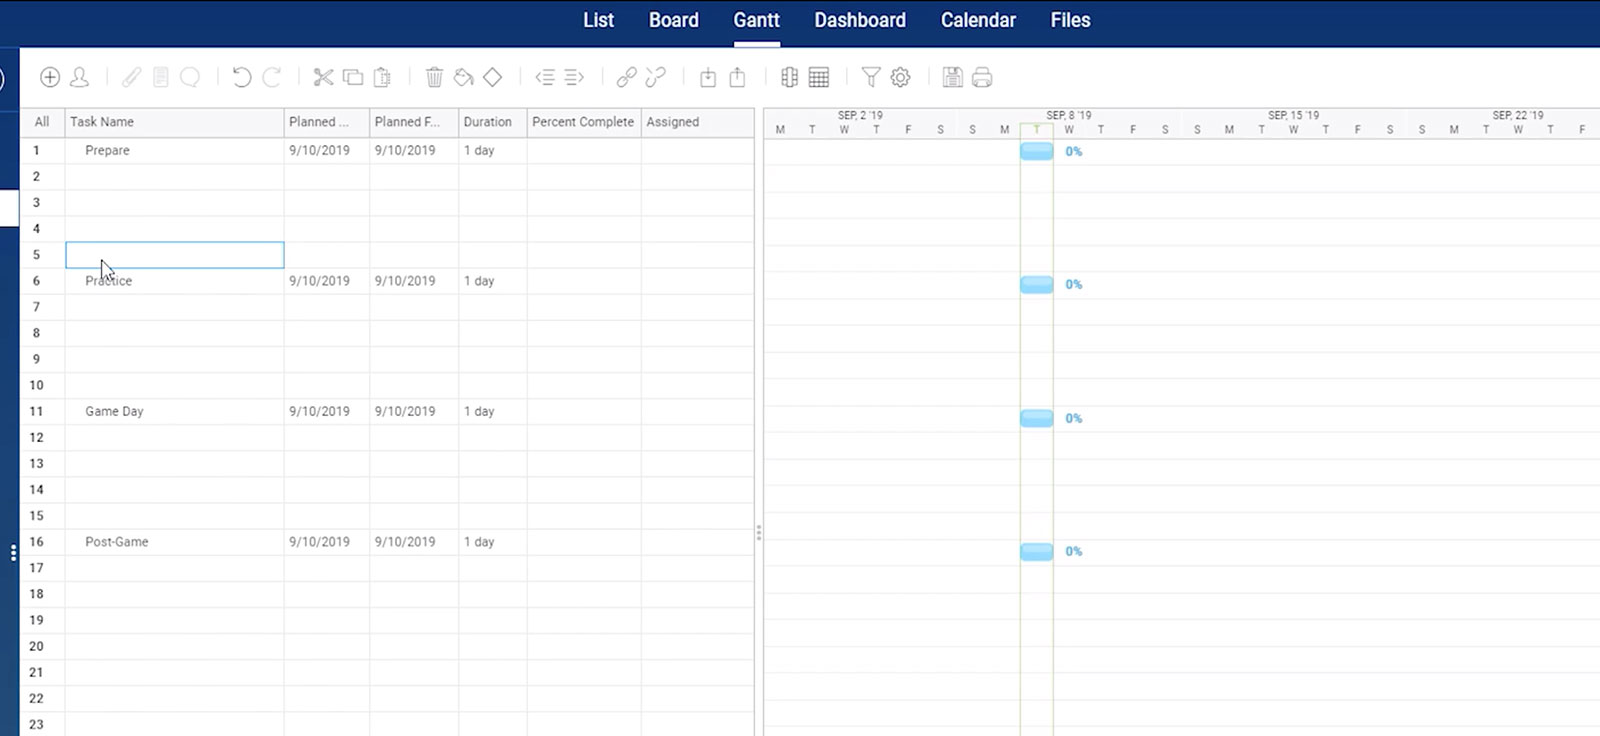 List Board Gantt Dashboard Calendar Files
All Task Name Planned ... Planned F... Duration Percent Complete Assigned
SEP, 2 '19 SEP, 8 '19 SEP, 15 '19 SEP, 22 '19
M T W T F S S M T W T F S S M T W T F S S M T W T F
1 Prepare 9/10/2019 9/10/2019 1 day 0%
2
3
4
5
6 Practice 9/10/2019 9/10/2019 1 day 0%
7
8
9
10
11 Game Day 9/10/2019 9/10/2019 1 day 0%
12
13
14
15
16 Post-Game 9/10/2019 9/10/2019 1 day 0%
17
18
19
20
21
22
23